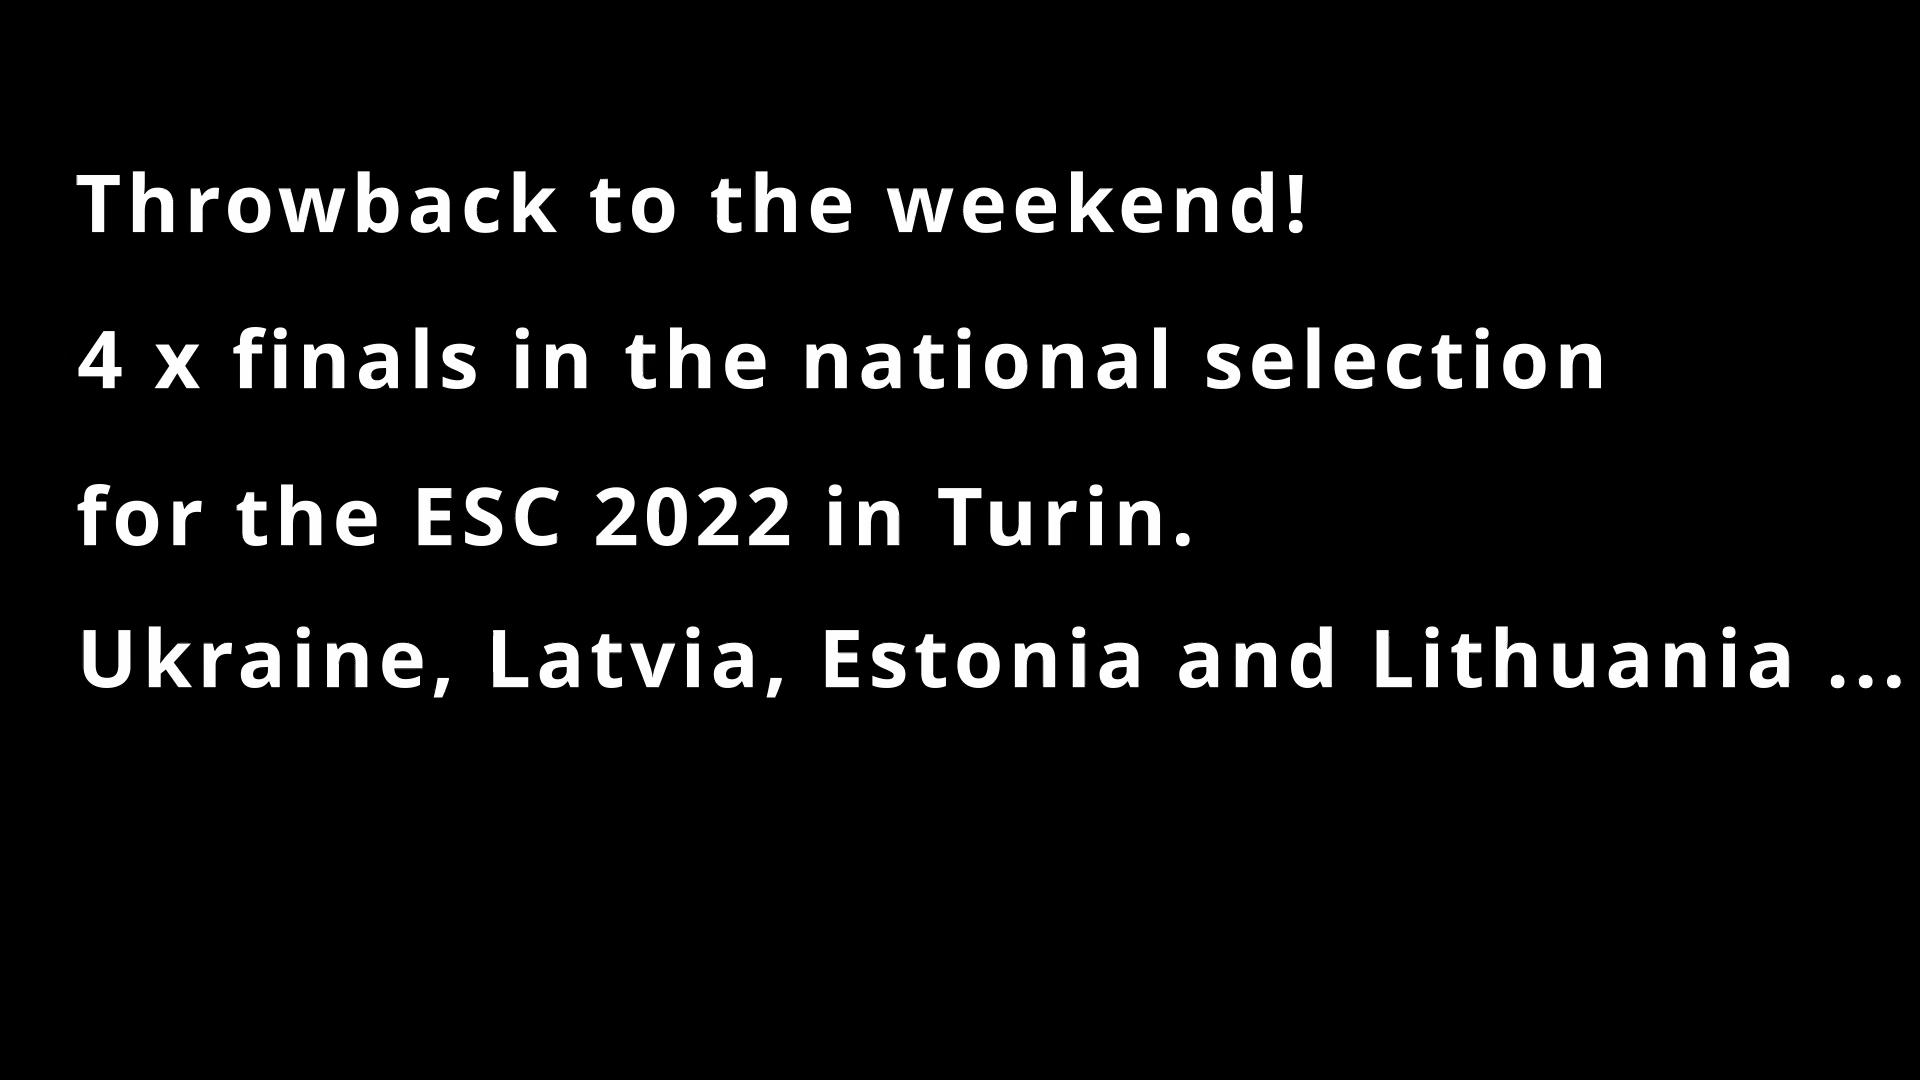 Throwback to the weekend!
4 x finals in the national selection
for the ESC 2022 in Turin.
Ukraine, Latvia, Estonia and Lithuania ...